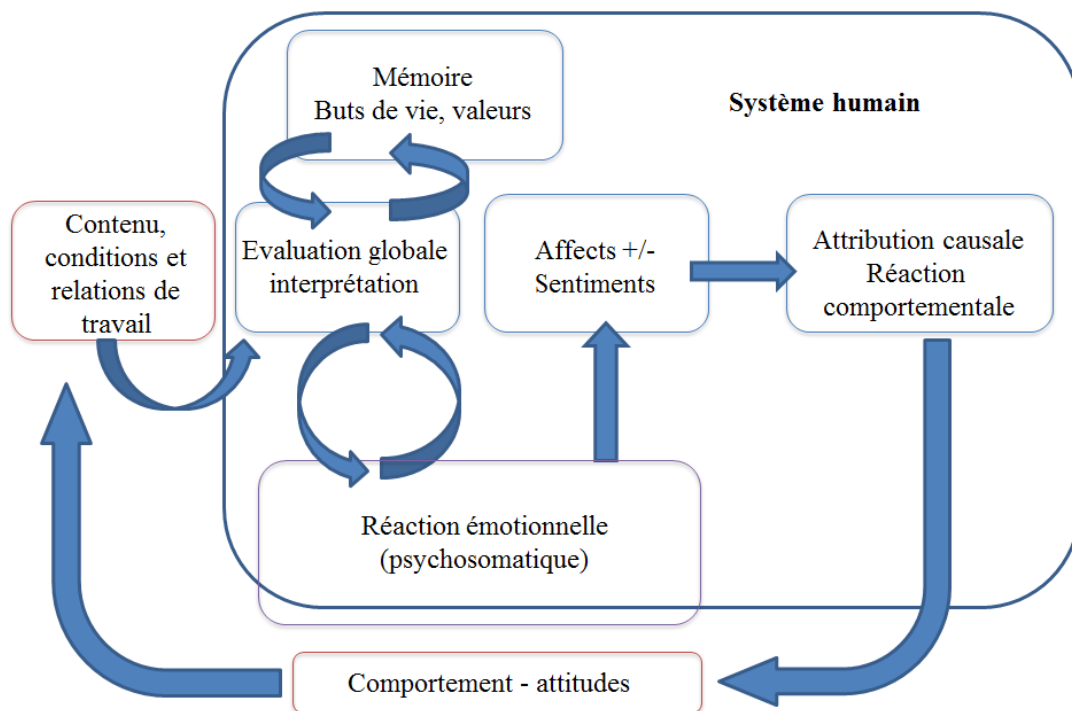 Mémoire
Buts de vie, valeurs
Système humain
Contenu,
conditions et
relations de
travail
Evaluation globale
interprétation
Affects +/-
Sentiments
Attribution causale
Réaction
comportementale
Réaction émotionnelle
(psychosomatique)
Comportement - attitudes